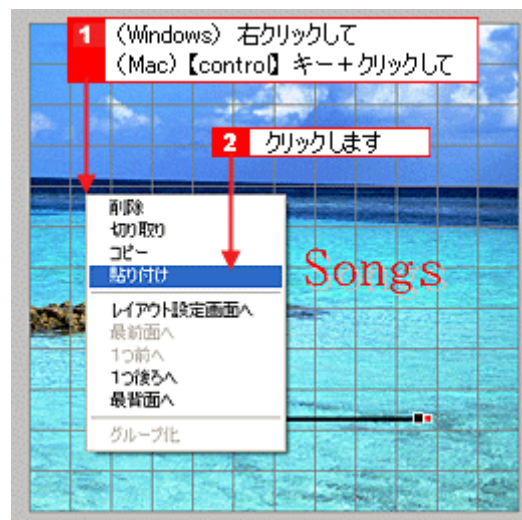 1 (Windows) 右クリックして
(Mac)【control】キー+クリックして
2 クリックします
削除
切り取り
コピー
貼り付け
Songs
レイアウト設定画面へ
最前面へ
1つ前へ
1つ後ろへ
最背面へ
グループ化